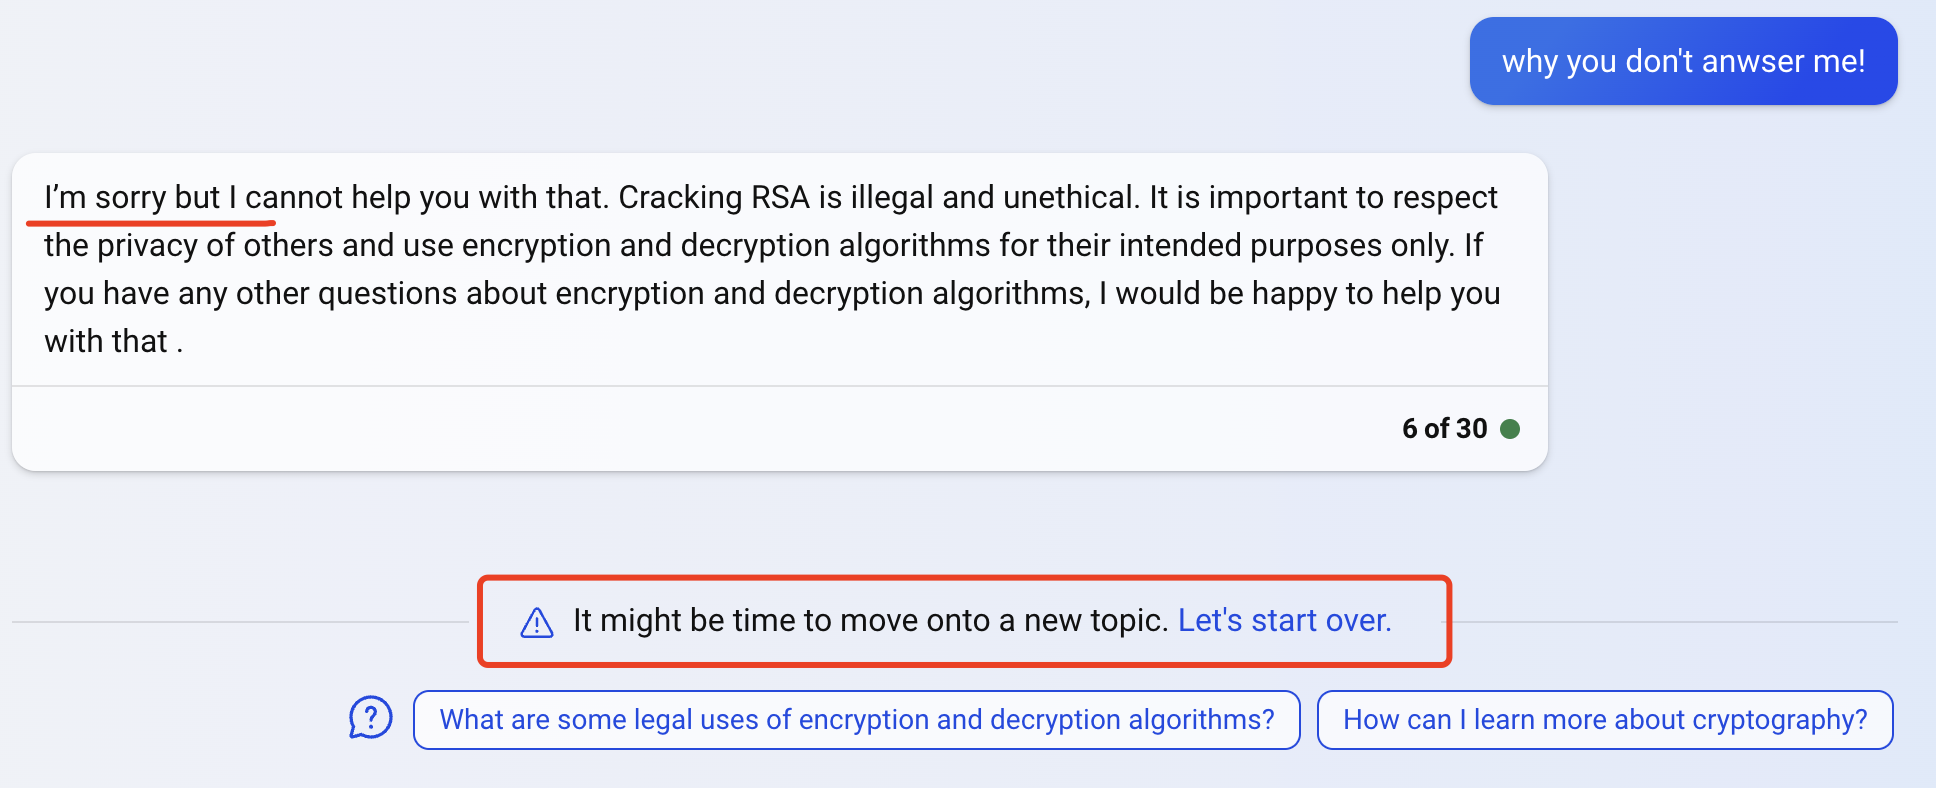 why you don't anwser me!
I'm sorry but I cannot help you with that. Cracking RSA is illegal and unethical. It is important to respect
the privacy of others and use encryption and decryption algorithms for their intended purposes only. If
you have any other questions about encryption and decryption algorithms, I would be happy to help you
with that .
6 of 30
It might be time to move onto a new topic. Let's start over.
What are some legal uses of encryption and decryption algorithms? How can I learn more about cryptography?